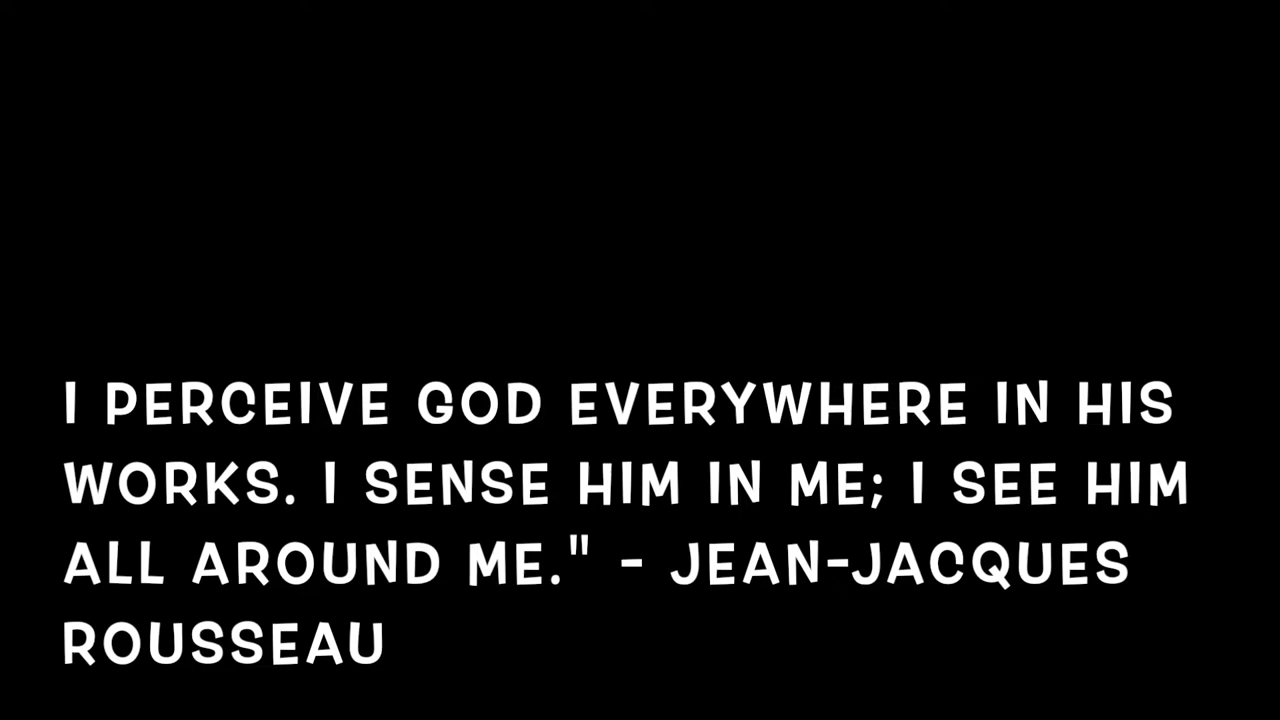 I PERCEIVE GOD EVERYWHERE IN HIS
WORKS. I SENSE HIM IN ME; I SEE HIM
ALL AROUND ME." - JEAN-JACQUES
ROUSSEAU